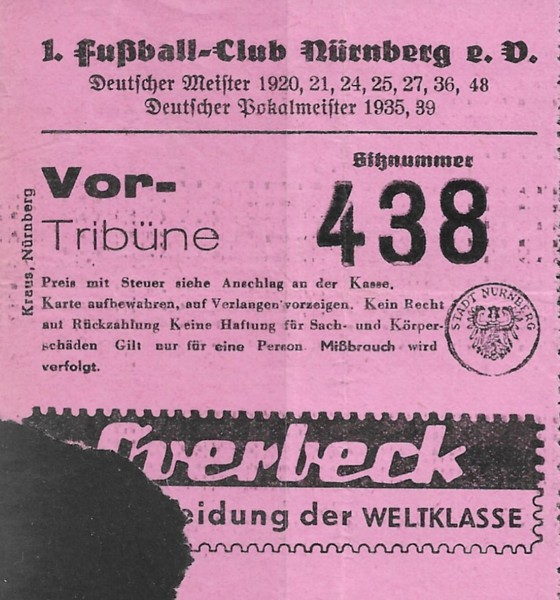 1. Fußball-Club Nürnberg e. V.
Deutscher Meister 1920, 21, 24, 25, 27, 36, 48
Deutscher Pokalmeister 1935, 39
Sitznummer
Vor-
Tribüne
438
Kraus, Nürnberg
Preis mit Steuer siehe Anschlag an der Kasse.
Karte aufbewahren, auf Verlangen vorzeigen. Kein Recht
auf Rückzahlung Keine Haftung für Sach- und Körper-
schäden Gilt nur für eine Person Mißbrauch wird
verfolgt.
STADT NÜRNBERG
Overbeck
eidung der WELTKLASSE